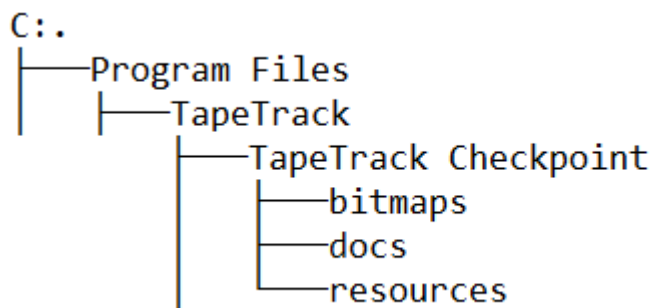 C:.
Program Files
TapeTrack
TapeTrack Checkpoint
bitmaps
docs
resources